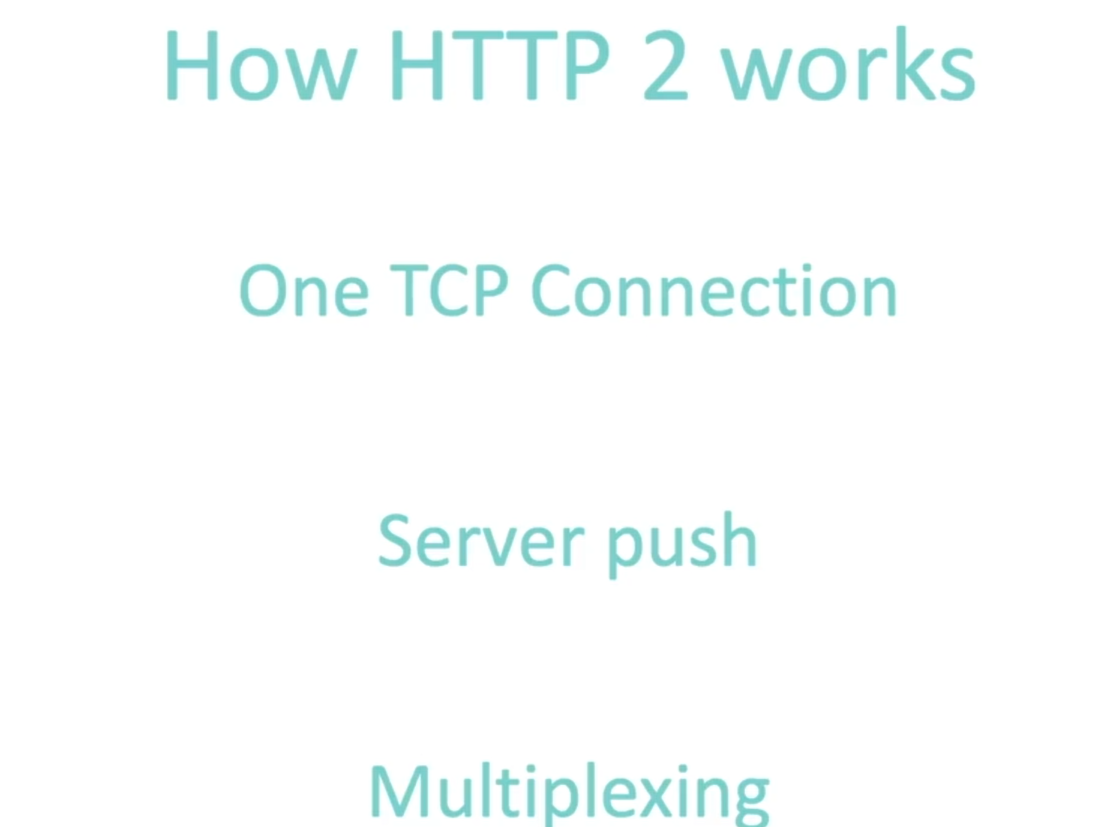 How HTTP 2 works
One TCP Connection
Server push
Multiplexing